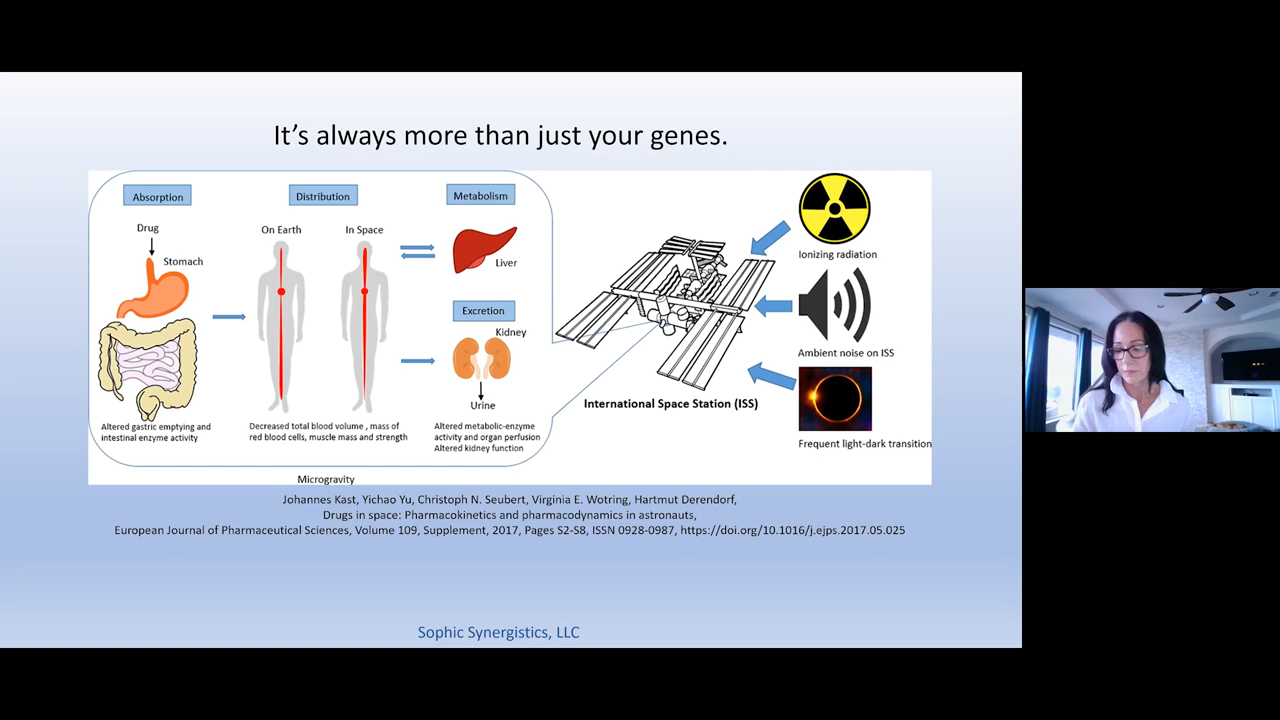 It's always more than just your genes.
Absorption
Drug
Stomach
Altered gastric emptying and
intestinal enzyme activity
Distribution
On Earth
In Space
Decreased total blood volume , mass of
red blood cells, muscle mass and strength
Metabolism
Liver
Excretion
Kidney
Urine
Altered metabolic-enzyme
activity and organ perfusion
Altered kidney function
Microgravity
International Space Station (ISS)
Ionizing radiation
Ambient noise on ISS
Frequent light-dark transition
Johannes Kast, Yichao Yu, Christoph N. Seubert, Virginia E. Wotring, Hartmut Derendorf,
Drugs in space: Pharmacokinetics and pharmacodynamics in astronauts,
European Journal of Pharmaceutical Sciences, Volume 109, Supplement, 2017, Pages S2-S8, ISSN 0928-0987, https://doi.org/10.1016/j.ejps.2017.05.025
Sophic Synergistics, LLC